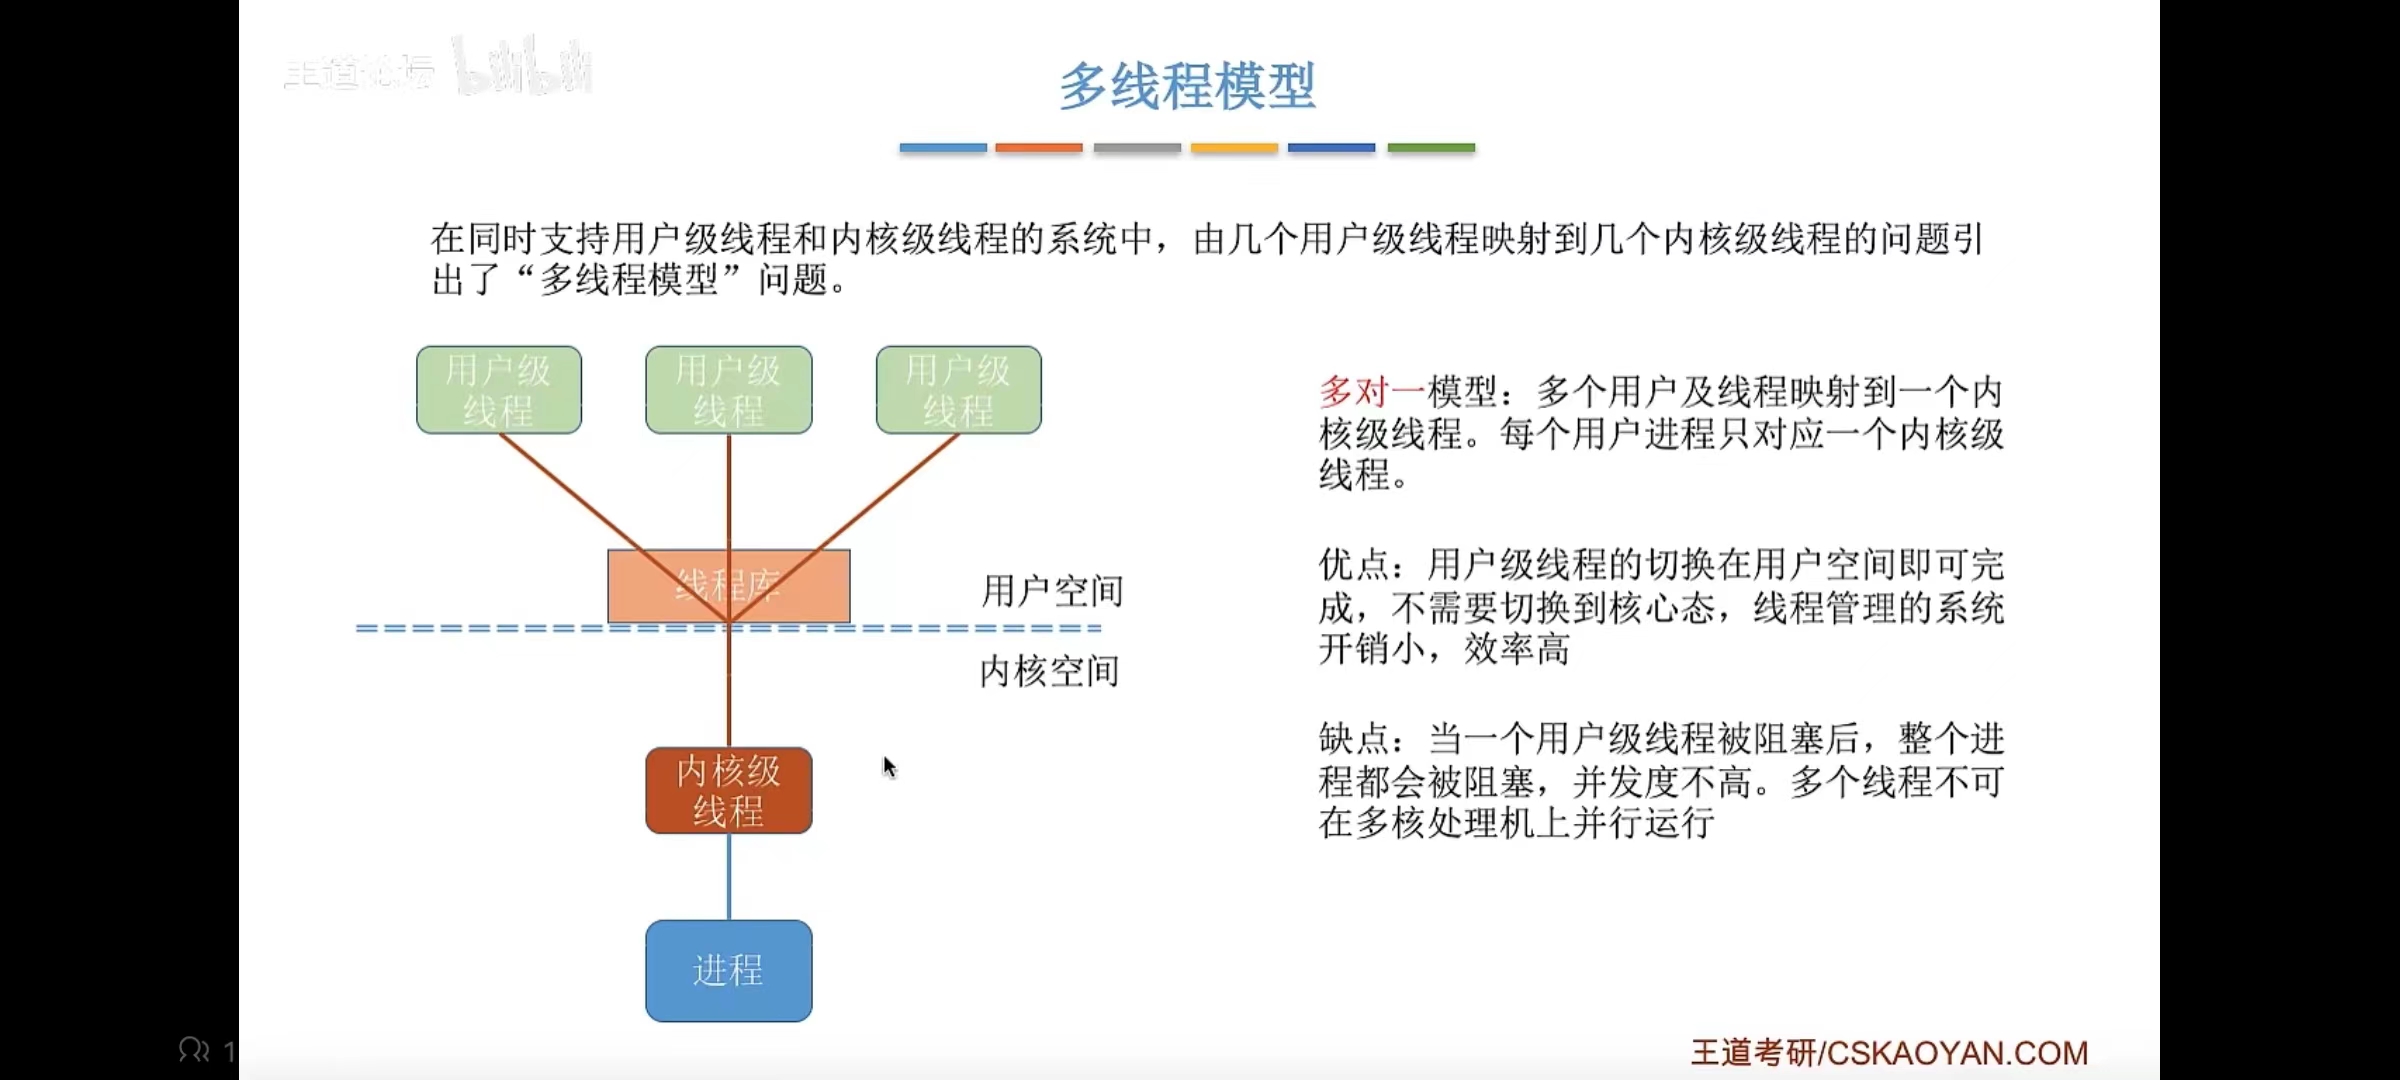 王道论坛 bilibili
多线程模型
在同时支持用户级线程和内核级线程的系统中，由几个用户级线程映射到几个内核级线程的问题引
出了“多线程模型”问题。
用户级
线程
用户级
线程
用户级
线程
线程库
用户空间
内核空间
内核级
线程
进程
多对一模型：多个用户及线程映射到一个内
核级线程。每个用户进程只对应一个内核级
线程。
优点：用户级线程的切换在用户空间即可完
成，不需要切换到核心态，线程管理的系统
开销小，效率高
缺点：当一个用户级线程被阻塞后，整个进
程都会被阻塞，并发度不高。多个线程不可
在多核处理机上并行运行
1
王道考研/CSKAOYAN.COM